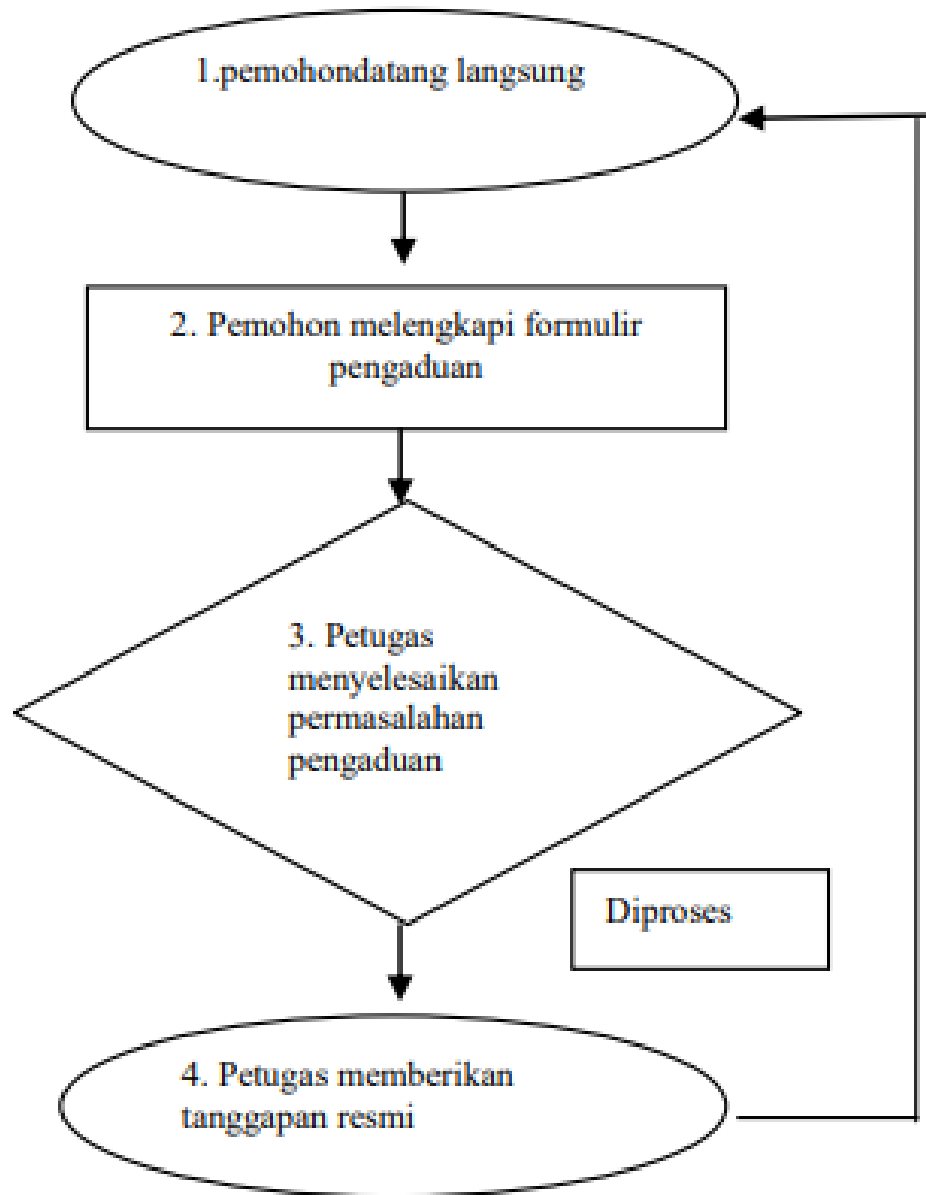 1.pemohondatang langsung
2. Pemohon melengkapi formulir
pengaduan
3. Petugas
menyelesaikan
permasalahan
pengaduan
Diproses
4. Petugas memberikan
tanggapan resmi